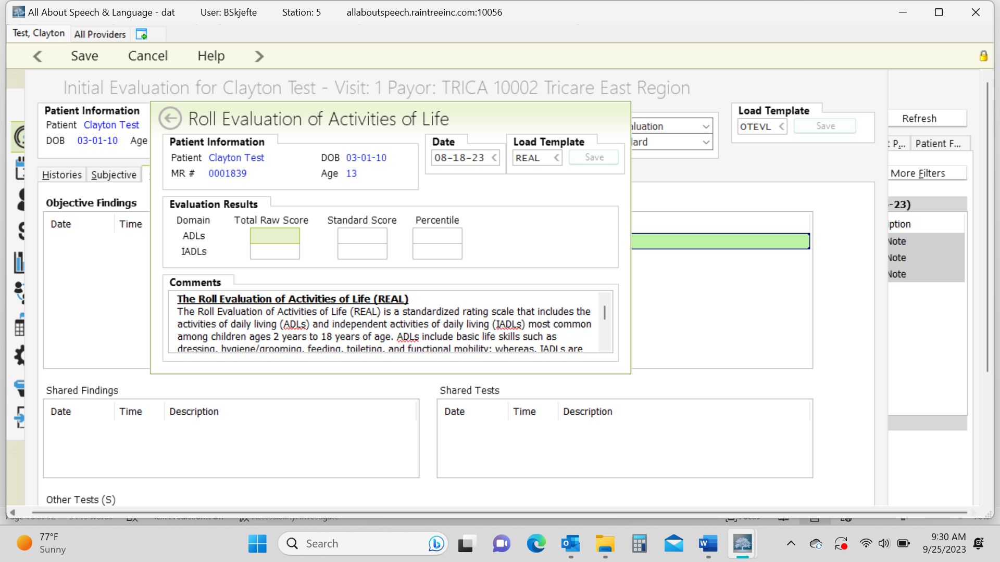 All About Speech & Language - dat User: BSkjefte Station: 5 allaboutspeech.raintreeinc.com:10056
Test, Clayton All Providers
Save Cancel Help
Initial Evaluation for Clayton Test - Visit: 1 Payor: TRICA 10002 Tricare East Region
Patient Information
Patient Clayton Test
DOB 03-01-10 Age
Load Template
OTEVL Save
Refresh
Patient F...
More Filters
Histories Subjective
Objective Findings
Date Time
-23)
Note
Note
Note
Roll Evaluation of Activities of Life
Patient Information
Patient Clayton Test DOB 03-01-10
MR # 0001839 Age 13
Date
08-18-23
Load Template
REAL Save
Evaluation Results
Domain Total Raw Score Standard Score Percentile
ADLs
IADLs
Comments
The Roll Evaluation of Activities of Life (REAL)
The Roll Evaluation of Activities of Life (REAL) is a standardized rating scale that includes the
activities of daily living (ADLs) and independent activities of daily living (IADLs) most common
among children ages 2 years to 18 years of age. ADLs include basic life skills such as
dressing, hygiene/grooming, feeding, toileting, and functional mobility; whereas, IADLs are
Shared Findings
Date Time Description
Shared Tests
Date Time Description
Other Tests (S)
77°F
Sunny
Search
9:30 AM
9/25/2023